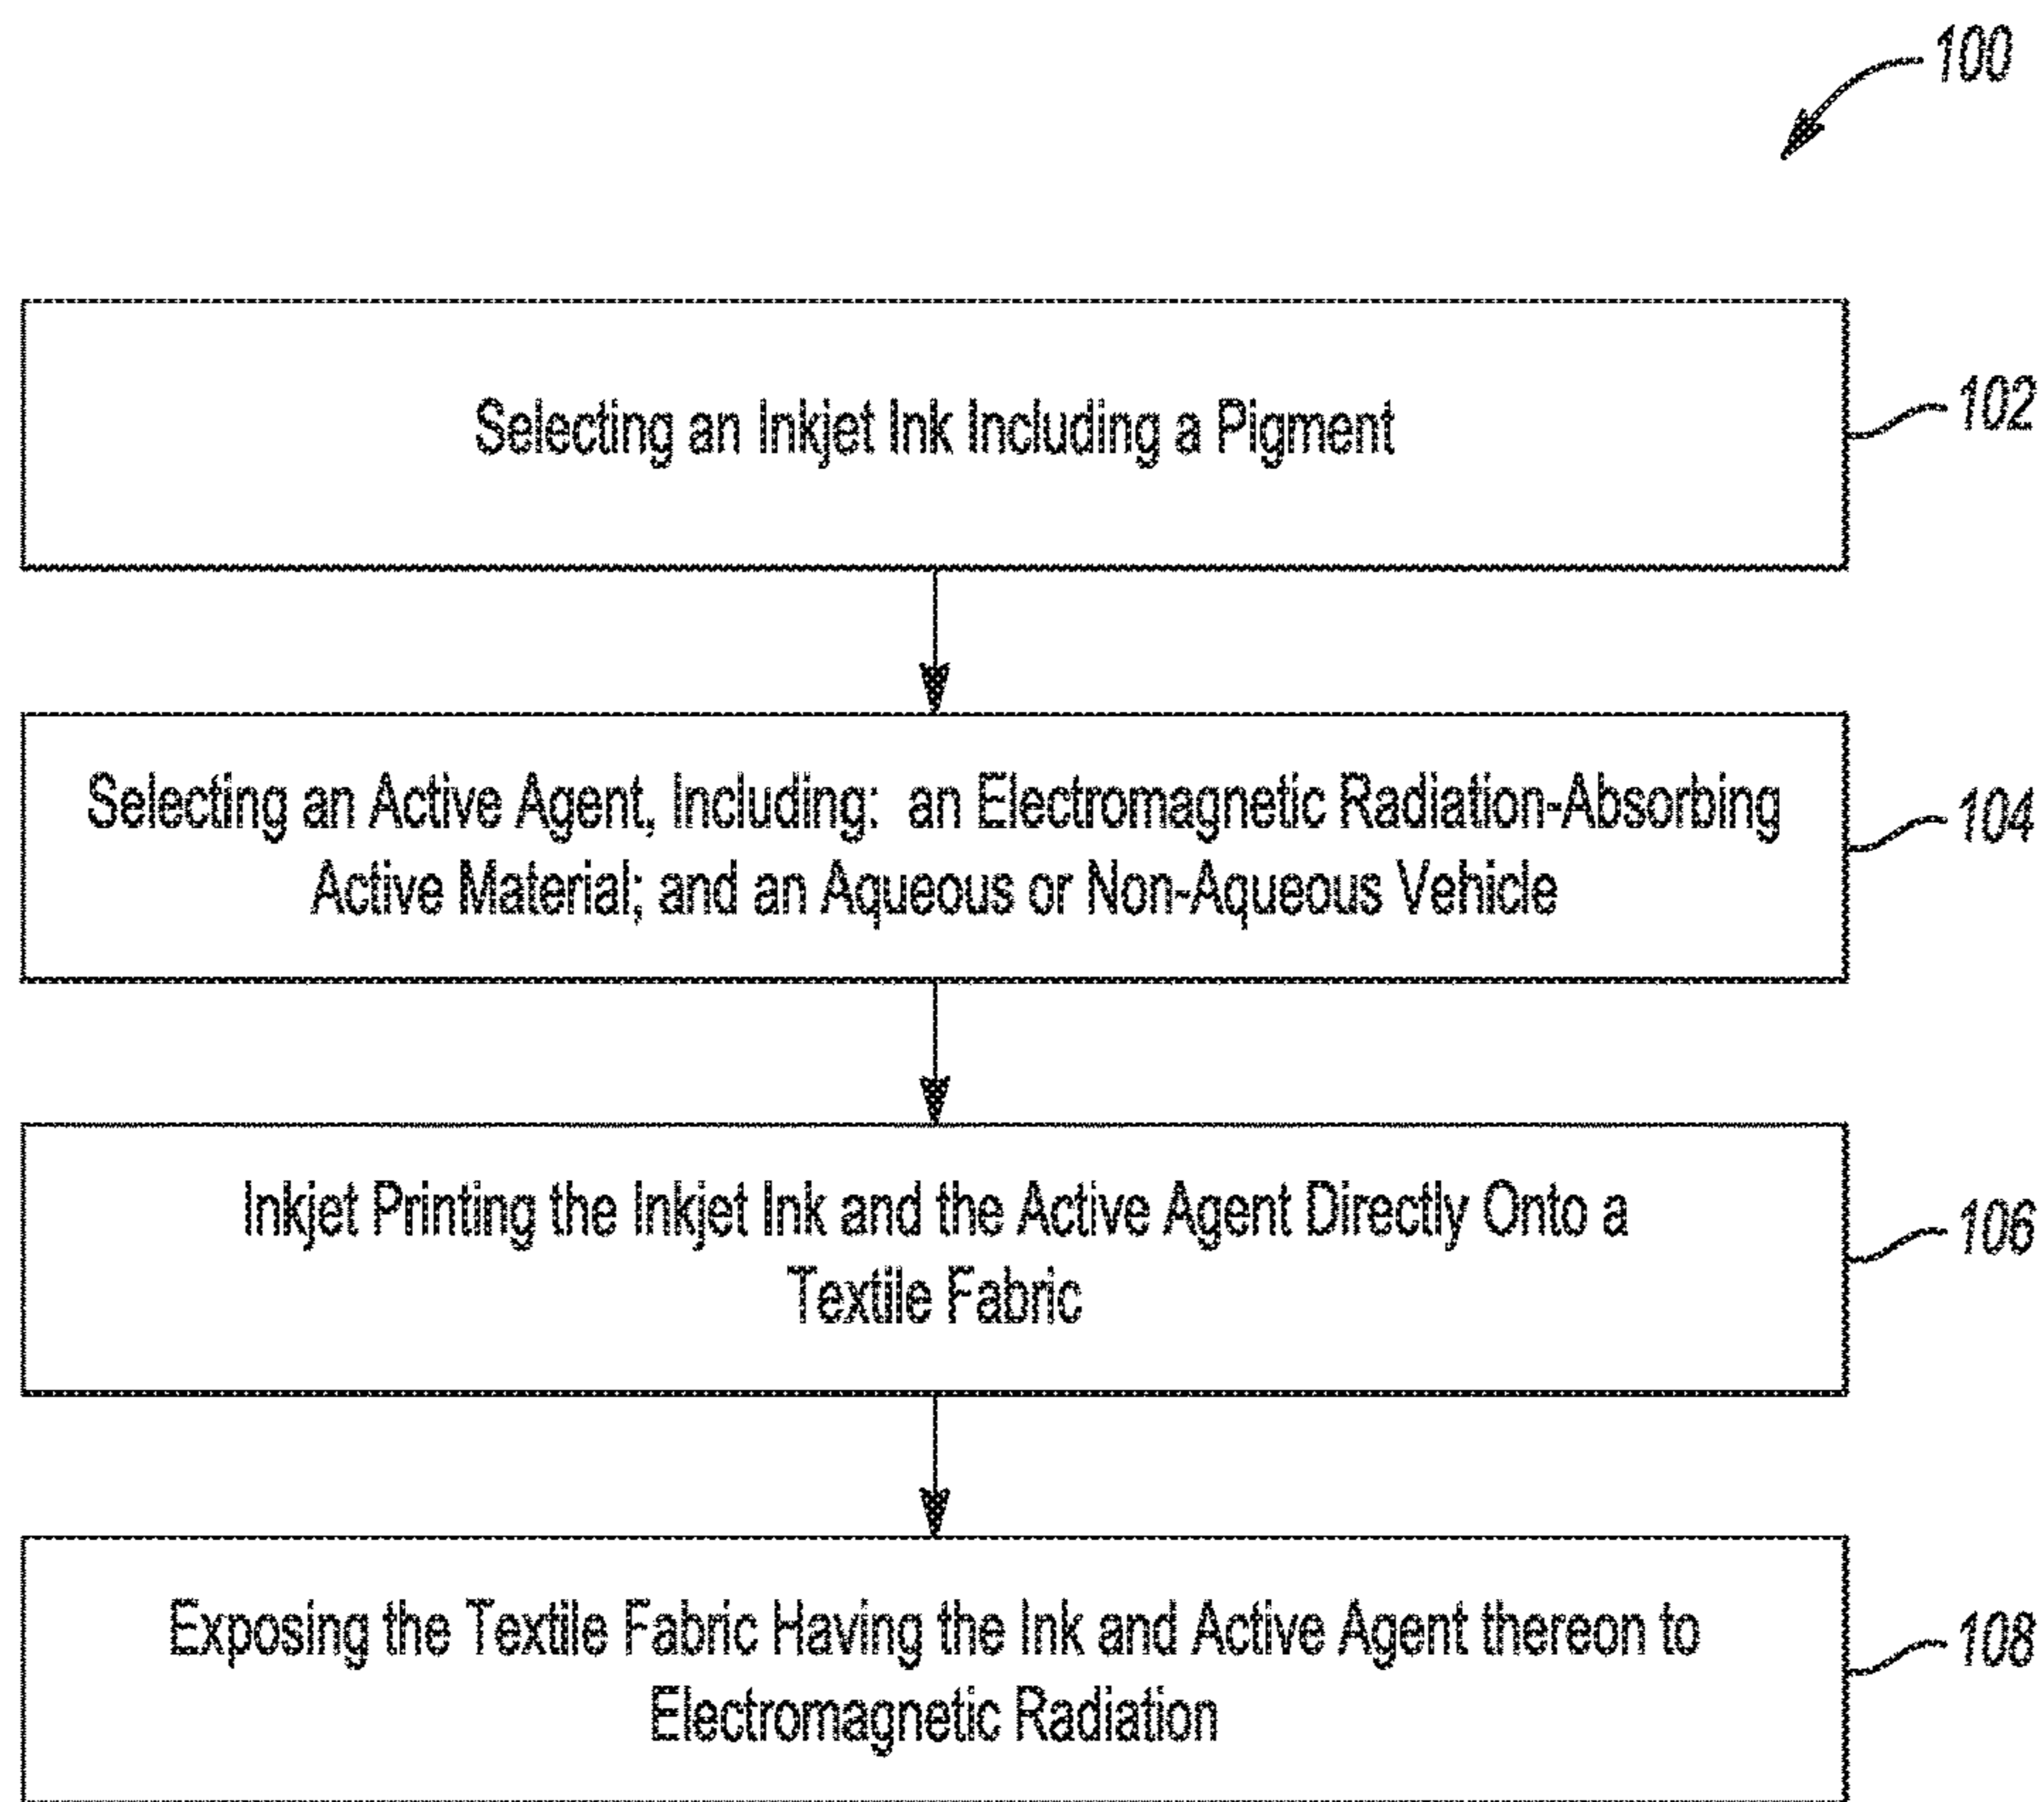 100
Selecting an Inkjet Ink Including a Pigment
102
Selecting an Active Agent, Including: an Electromagnetic Radiation-Absorbing
Active Material; and an Aqueous or Non-Aqueous Vehicle
104
Inkjet Printing the Inkjet Ink and the Active Agent Directly Onto a
Textile Fabric
106
Exposing the Textile Fabric Having the Ink and Active Agent thereon to
Electromagnetic Radiation
108